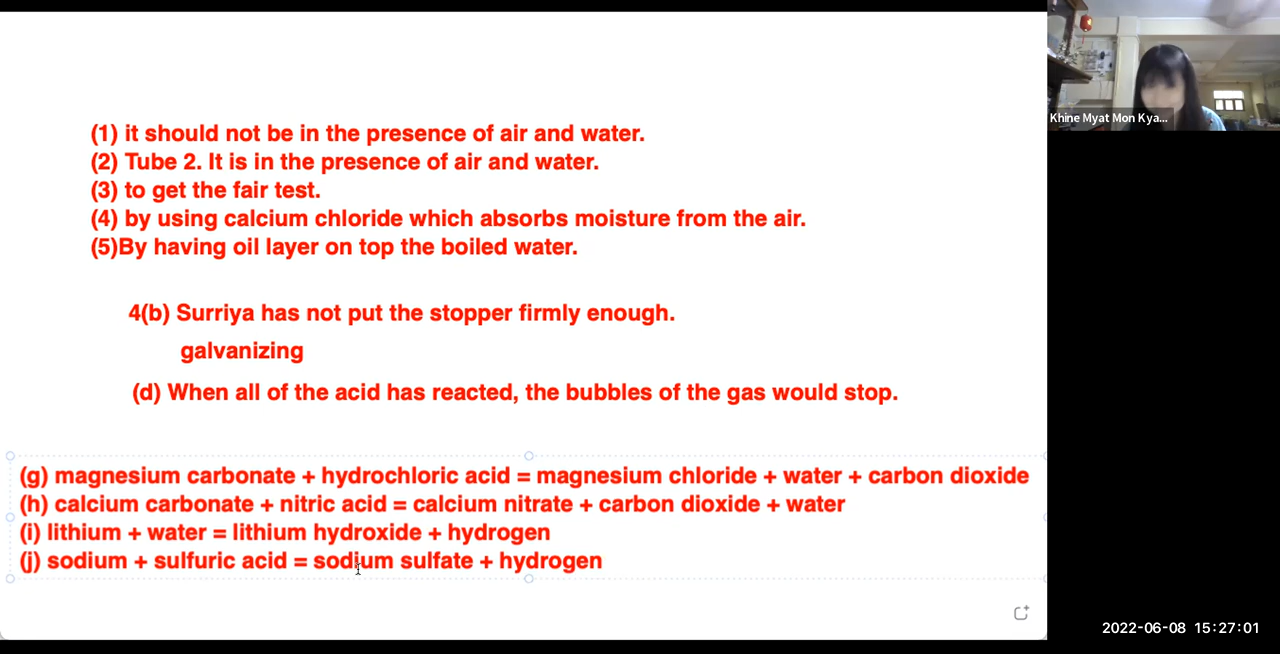 (1) it should not be in the presence of air and water.
(2) Tube 2. It is in the presence of air and water.
(3) to get the fair test.
(4) by using calcium chloride which absorbs moisture from the air.
(5)By having oil layer on top the boiled water.
4(b) Surriya has not put the stopper firmly enough.
galvanizing
(d) When all of the acid has reacted, the bubbles of the gas would stop.
(g) magnesium carbonate + hydrochloric acid = magnesium chloride + water + carbon dioxide
(h) calcium carbonate + nitric acid = calcium nitrate + carbon dioxide + water
(i) lithium + water = lithium hydroxide + hydrogen
(j) sodium + sulfuric acid = sodium sulfate + hydrogen
Khine Myat Mon Kya...
2022-06-08 15:27:01